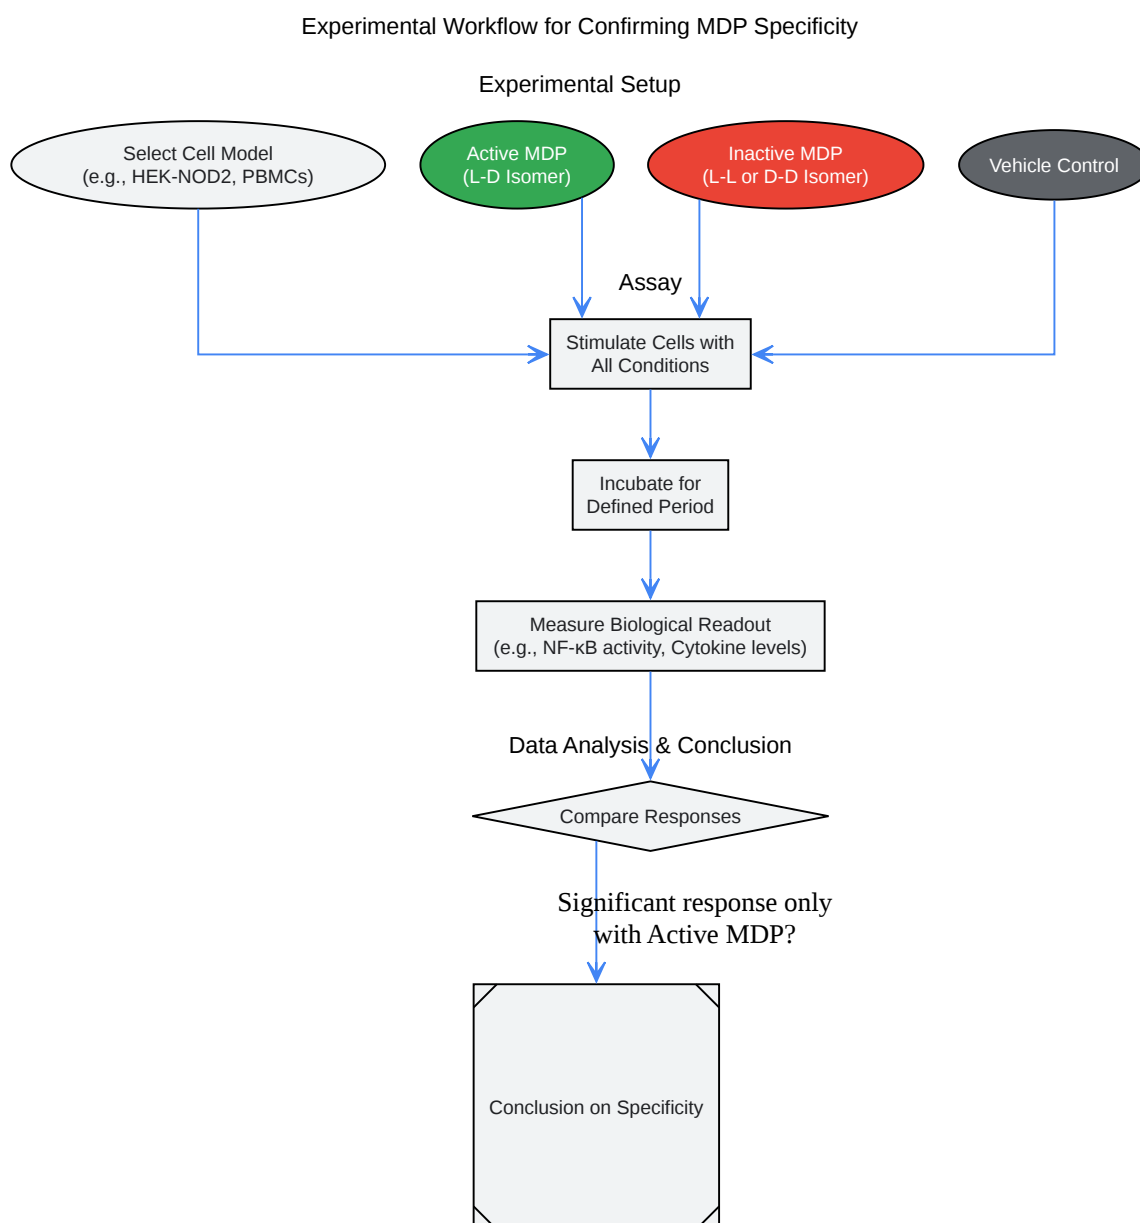 Experimental Workflow for Confirming MDP Specificity
Experimental Setup
Select Cell Model
(e.g., HEK-NOD2, PBMCs)
Active MDP
(L-D Isomer)
Inactive MDP
(L-L or D-D Isomer)
Vehicle Control
Assay
Stimulate Cells with
All Conditions
Incubate for
Defined Period
Measure Biological Readout
(e.g., NF-κB activity, Cytokine levels)
Data Analysis & Conclusion
Compare Responses
Significant response only
with Active MDP?
Conclusion on Specificity